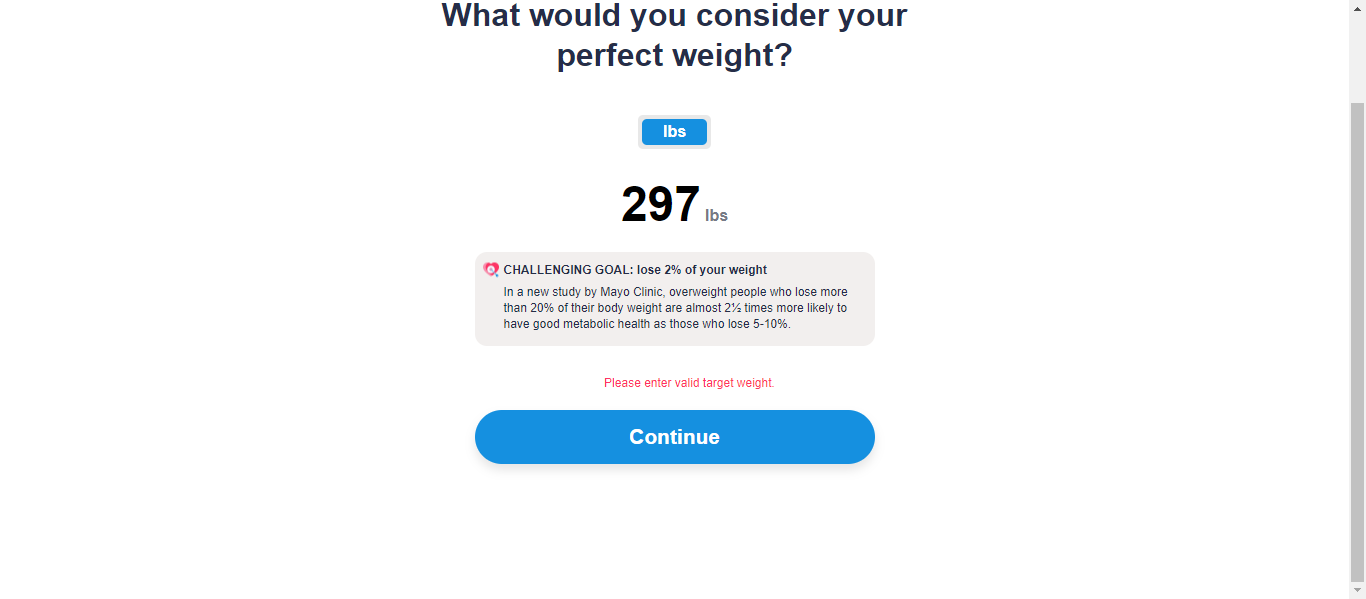 What would you consider your
perfect weight?
lbs
297 lbs
CHALLENGING GOAL: lose 2% of your weight
In a new study by Mayo Clinic, overweight people who lose more
than 20% of their body weight are almost 2½ times more likely to
have good metabolic health as those who lose 5-10%.
Please enter valid target weight.
Continue